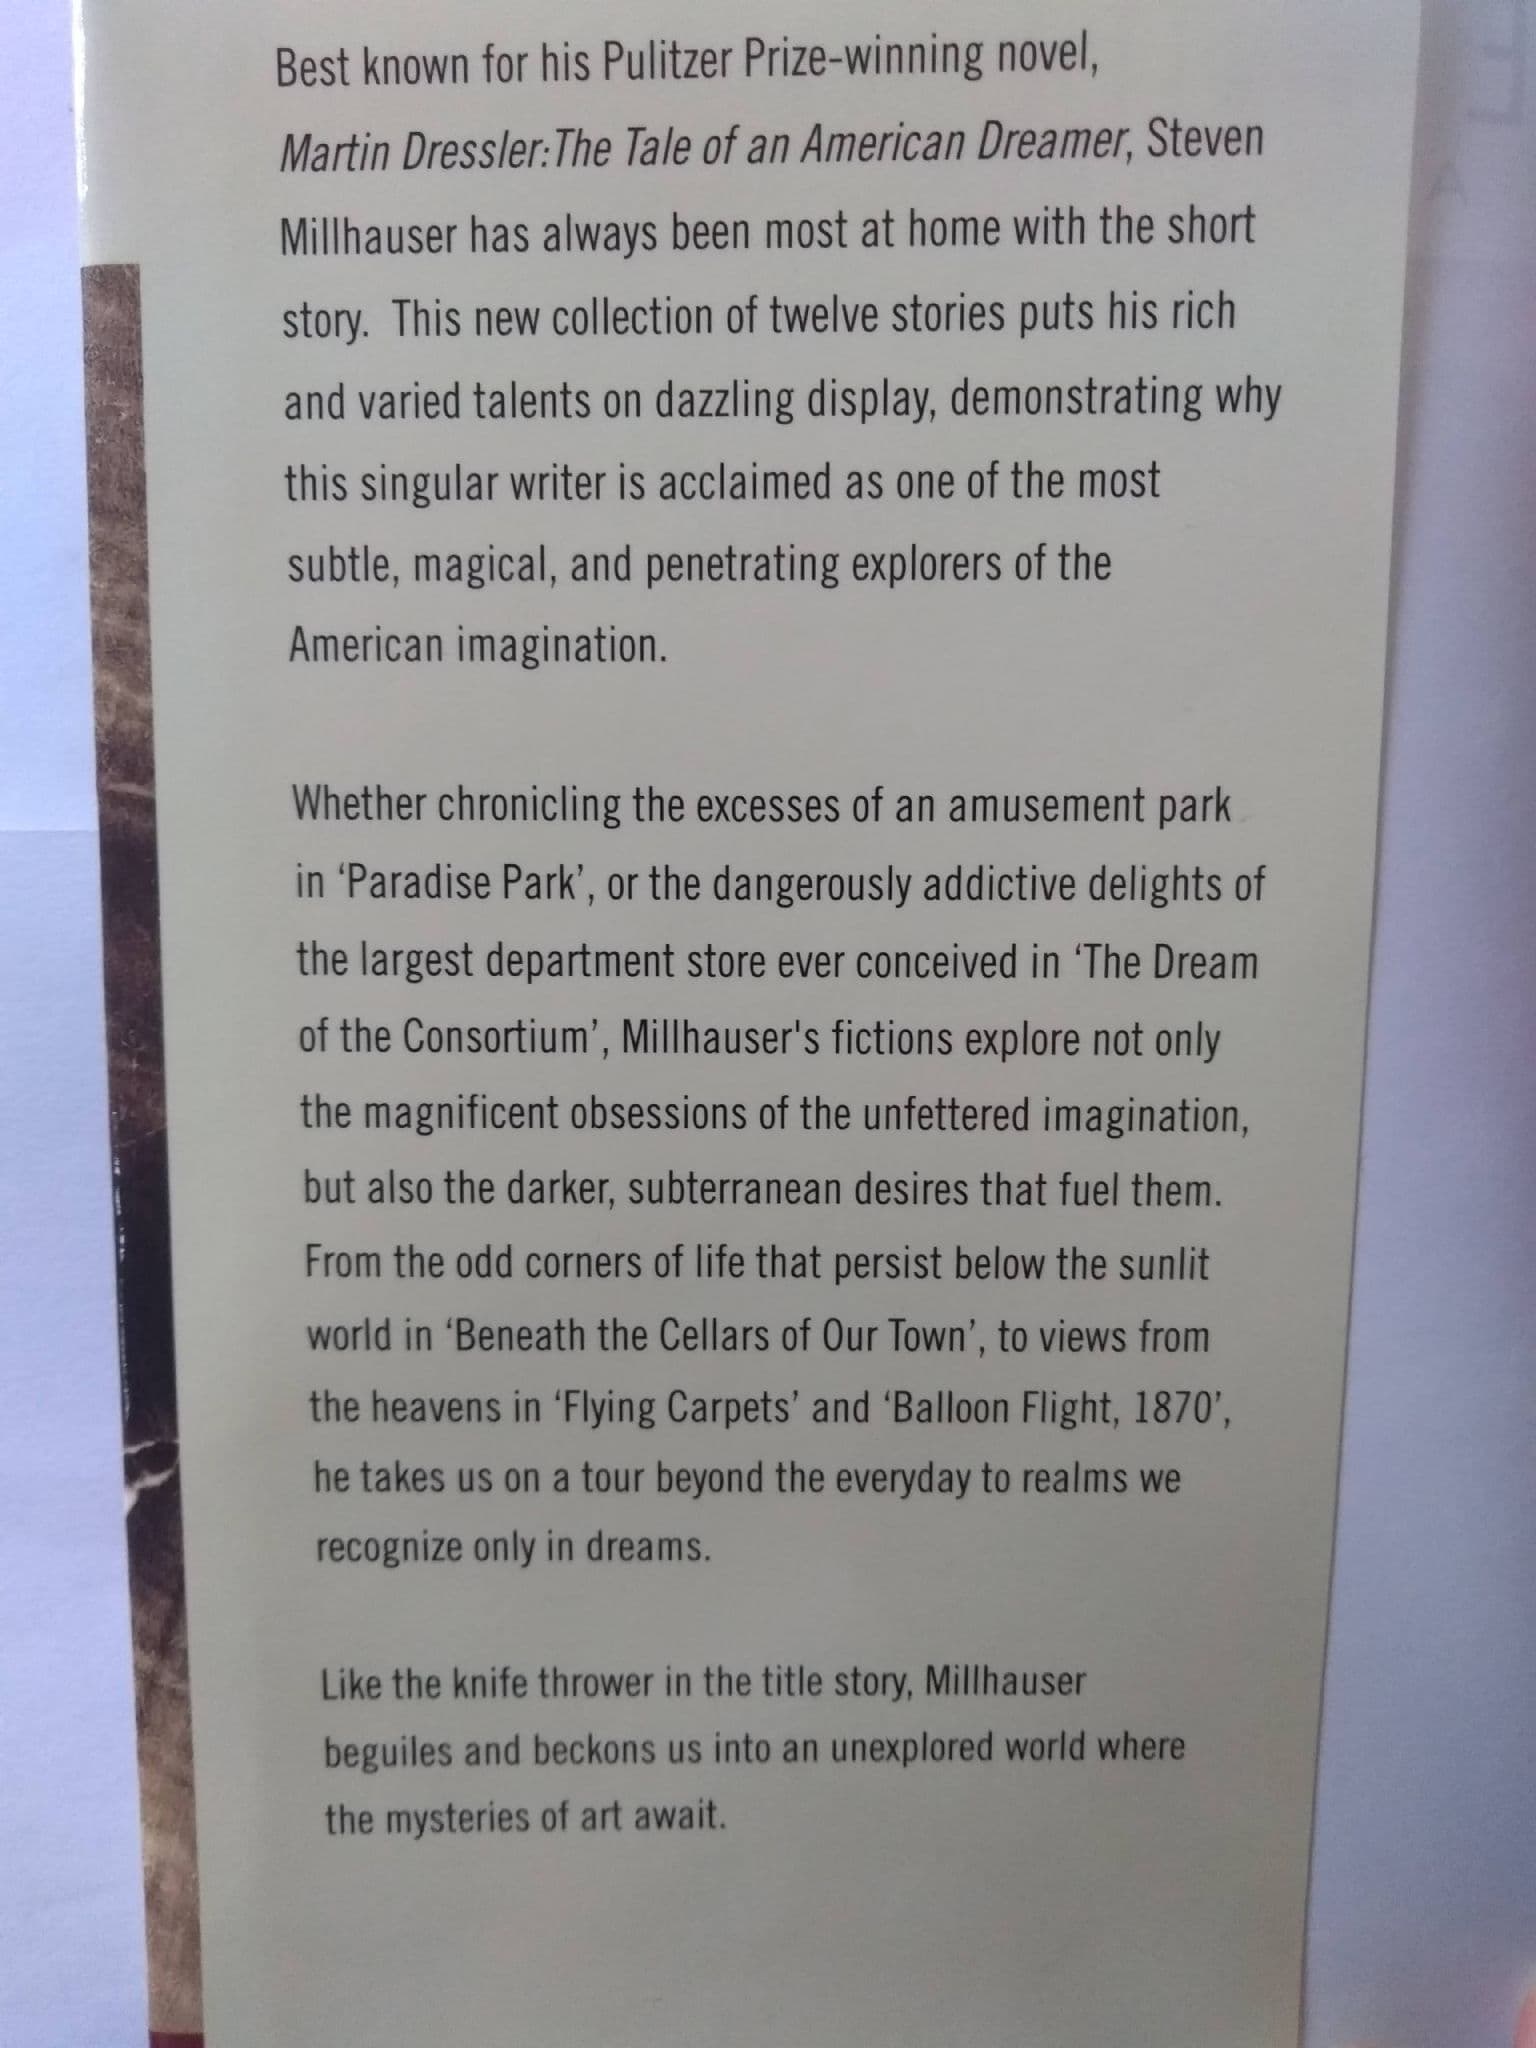 Best known for his Pulitzer Prize-winning novel,
Martin Dressler:The Tale of an American Dreamer, Steven
Millhauser has always been most at home with the short
story. This new collection of twelve stories puts his rich
and varied talents on dazzling display, demonstrating why
this singular writer is acclaimed as one of the most
subtle, magical, and penetrating explorers of the
American imagination.
Whether chronicling the excesses of an amusement park
in ‘Paradise Park’, or the dangerously addictive delights of
the largest department store ever conceived in ‘The Dream
of the Consortium’, Millhauser's fictions explore not only
the magnificent obsessions of the unfettered imagination,
but also the darker, subterranean desires that fuel them.
From the odd corners of life that persist below the sunlit
world in ‘Beneath the Cellars of Our Town’, to views from
the heavens in ‘Flying Carpets’ and ‘Balloon Flight, 1870’,
he takes us on a tour beyond the everyday to realms we
recognize only in dreams.
Like the knife thrower in the title story, Millhauser
beguiles and beckons us into an unexplored world where
the mysteries of art await.